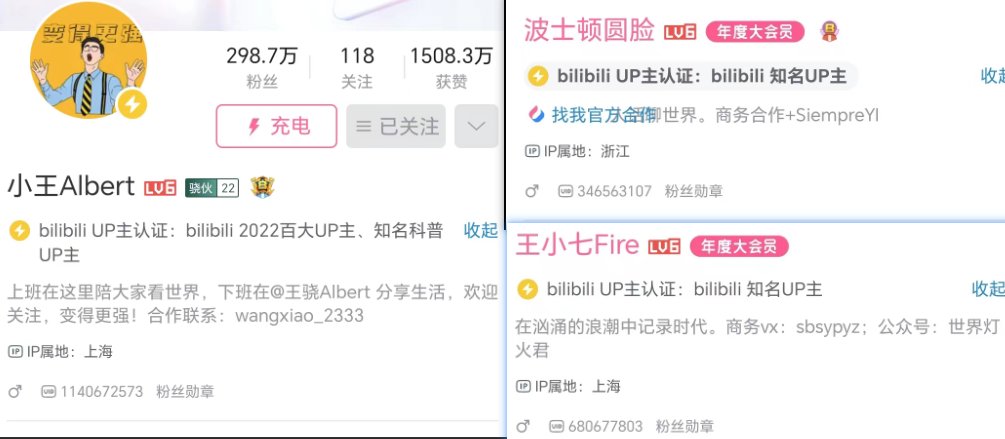 变得更强
298.7万
118
1508.3万
粉丝
关注
获赞
充电
已关注
小王Albert LV6 骁伙 22
bilibili UP主认证：bilibili 2022百大UP主、知名科普 收起
UP主
上班在这里陪大家看世界，下班在@王骁Albert 分享生活，欢迎
关注，变得更强！合作联系：wangxiao_2333
IP IP属地：上海
UID 1140672573 粉丝勋章
波士顿圆脸 LV6 年度大会员
bilibili UP主认证：bilibili 知名UP主 收起
找我官方合作 聊世界。商务合作+SiempreYI
IP IP属地：浙江
UID 346563107 粉丝勋章
王小七Fire LV6 年度大会员
bilibili UP主认证：bilibili 知名UP主 收起
在汹涌的浪潮中记录时代。商务vx：sbsypyz；公众号：世界灯
火君
IP IP属地：上海
UID 680677803 粉丝勋章